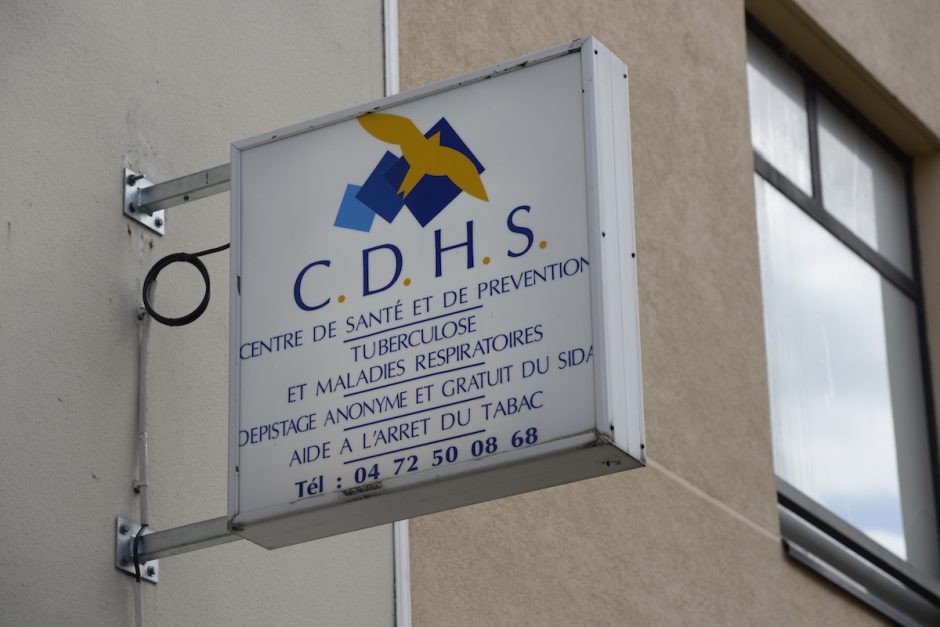 C.D.H.S.
CENTRE DE SANTÉ ET DE PREVENTION
TUBERCULOSE
ET MALADIES RESPIRATOIRES
DEPISTAGE ANONYME ET GRATUIT DU SIDA
AIDE A L'ARRET DU TABAC
Tél : 04 72 50 08 68